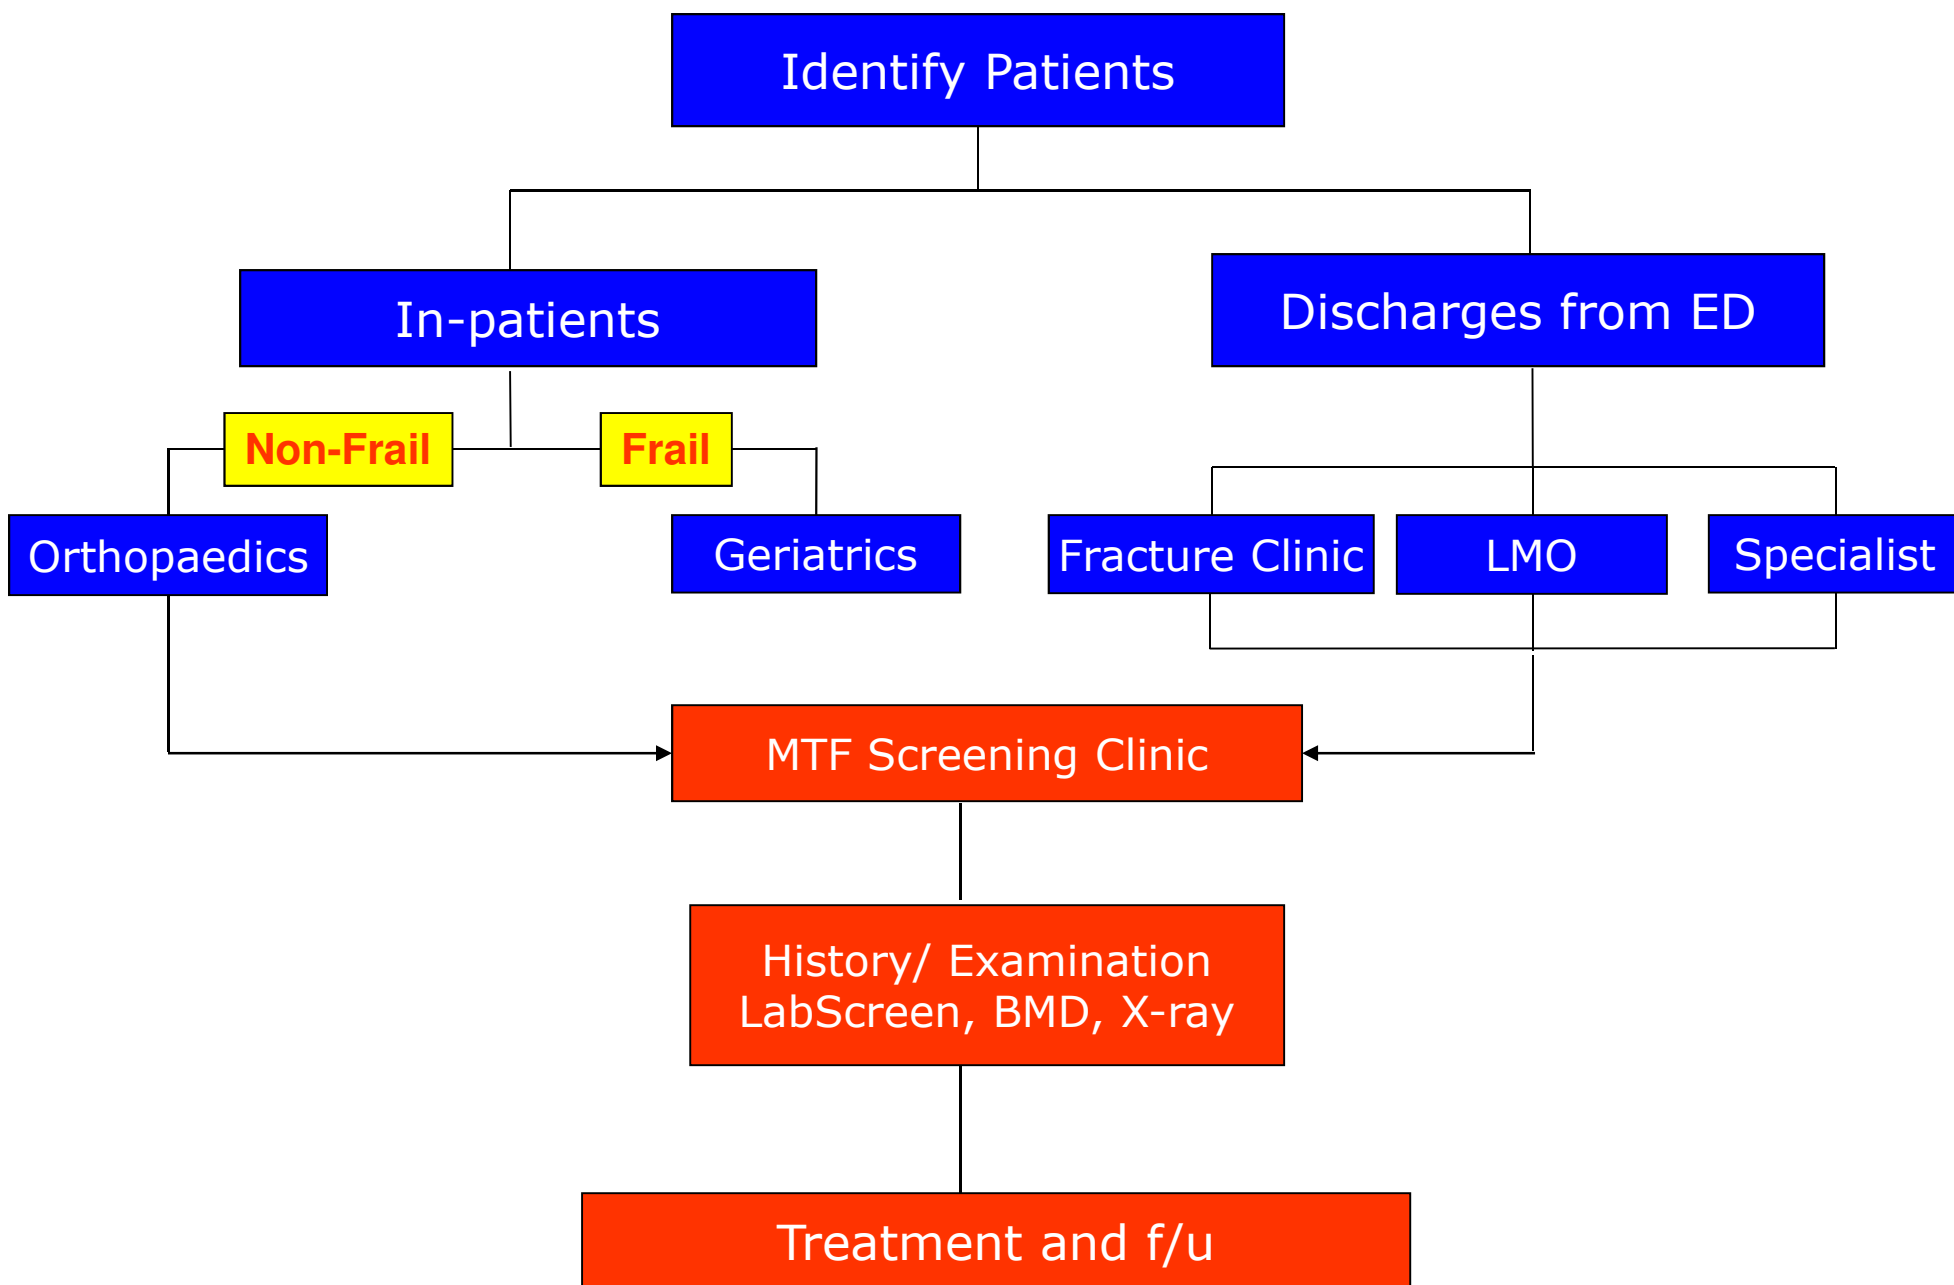 Identify Patients
In-patients
Discharges from ED
Non-Frail
Frail
Orthopaedics
Geriatrics
Fracture Clinic
LMO
Specialist
MTF Screening Clinic
History/ Examination
LabScreen, BMD, X-ray
Treatment and f/u